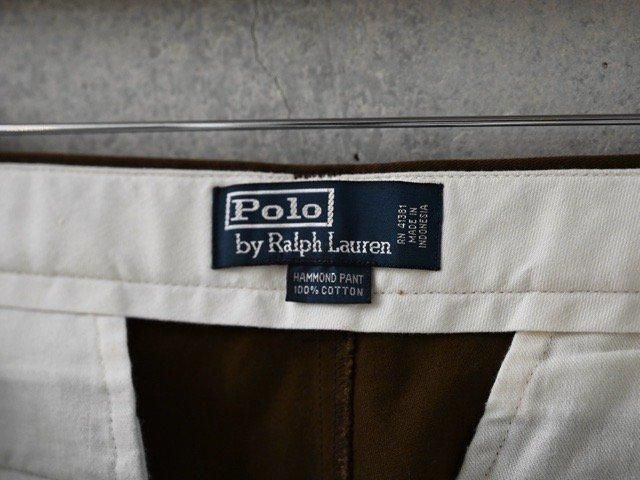 Polo
by Ralph Lauren
RN 41381
MADE IN
INDONESIA
HAMMOND PANT
100% COTTON